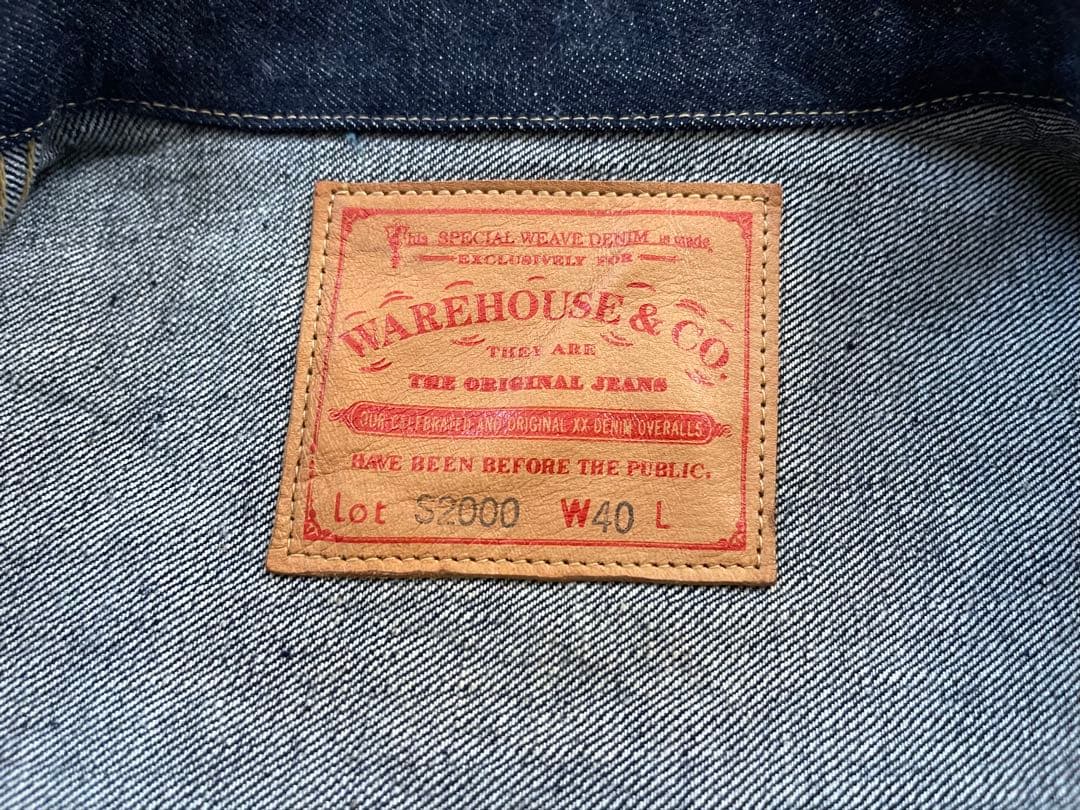 This SPECIAL WEAVE DENIM is made
EXCLUSIVELY FOR
WAREHOUSE & CO.
THEY ARE
THE ORIGINAL JEANS
OUR CELEBRATED AND ORIGINAL XX DENIM OVERALLS
HAVE BEEN BEFORE THE PUBLIC.
Lot S2000 W40 L